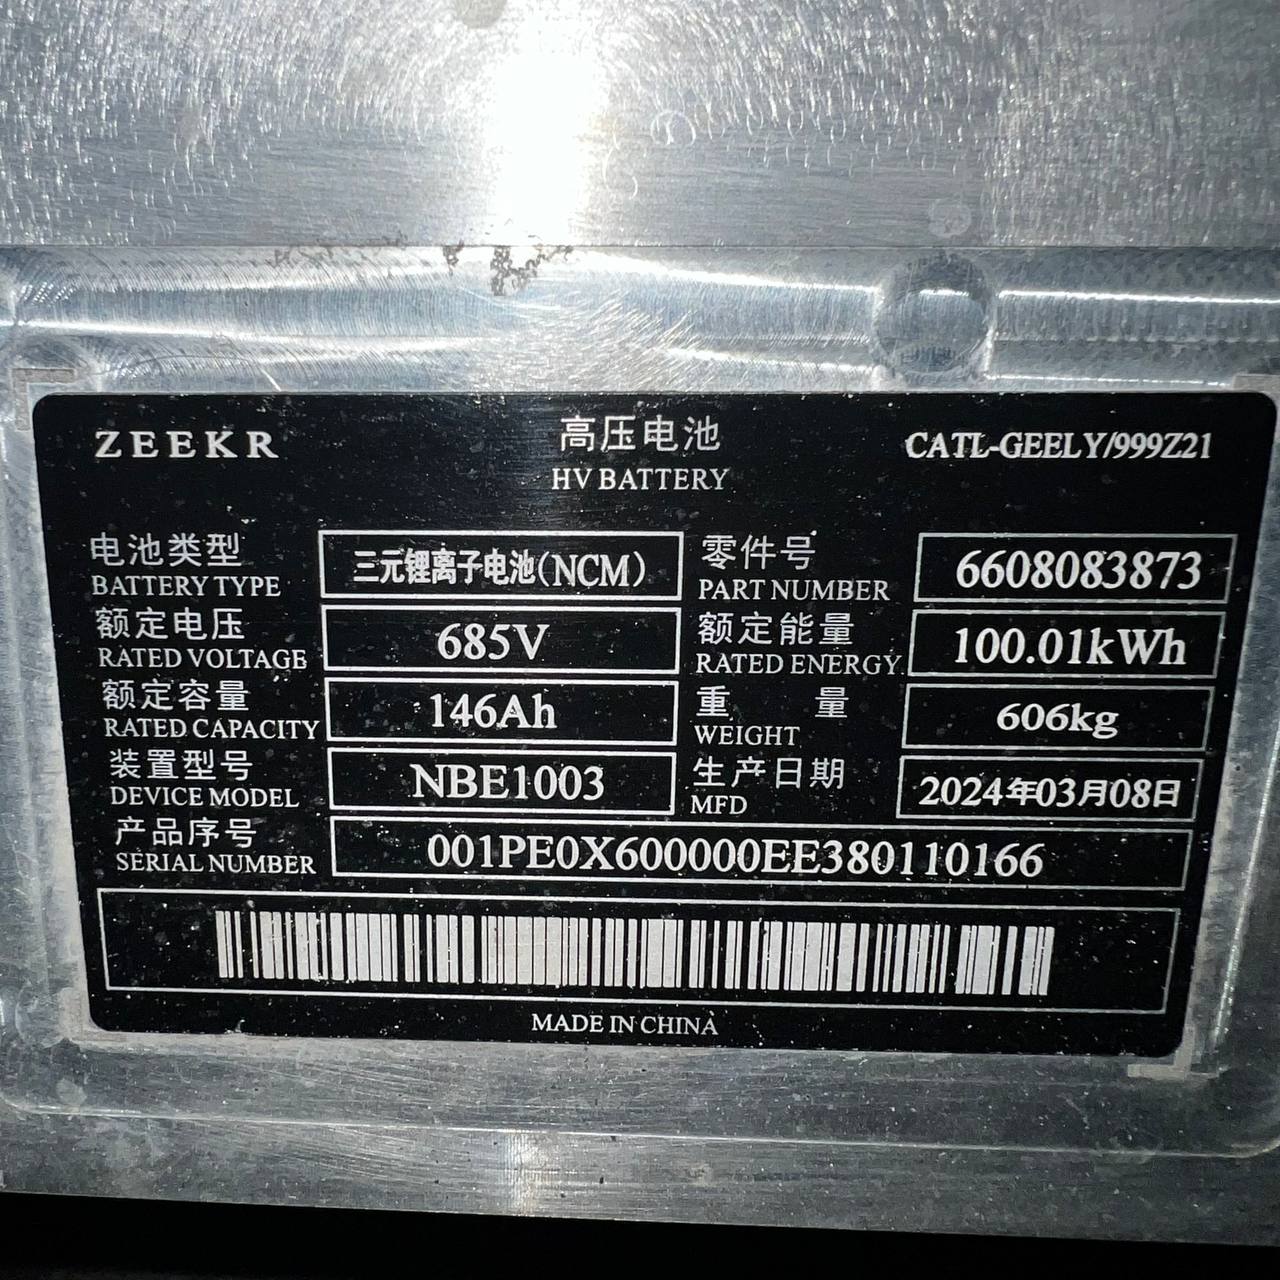 ZEEKR
高压电池
HV BATTERY
CATL-GEELY/999Z21
电池类型
BATTERY TYPE
三元锂离子电池(NCM)
零件号
PART NUMBER
6608083873
额定电压
RATED VOLTAGE
685V
额定能量
RATED ENERGY
100.01kWh
额定容量
RATED CAPACITY
146Ah
重量
WEIGHT
606kg
装置型号
DEVICE MODEL
NBE1003
生产日期
MFD
2024年03月08日
产品序号
SERIAL NUMBER
001PE0X600000EE380110166
MADE IN CHINA